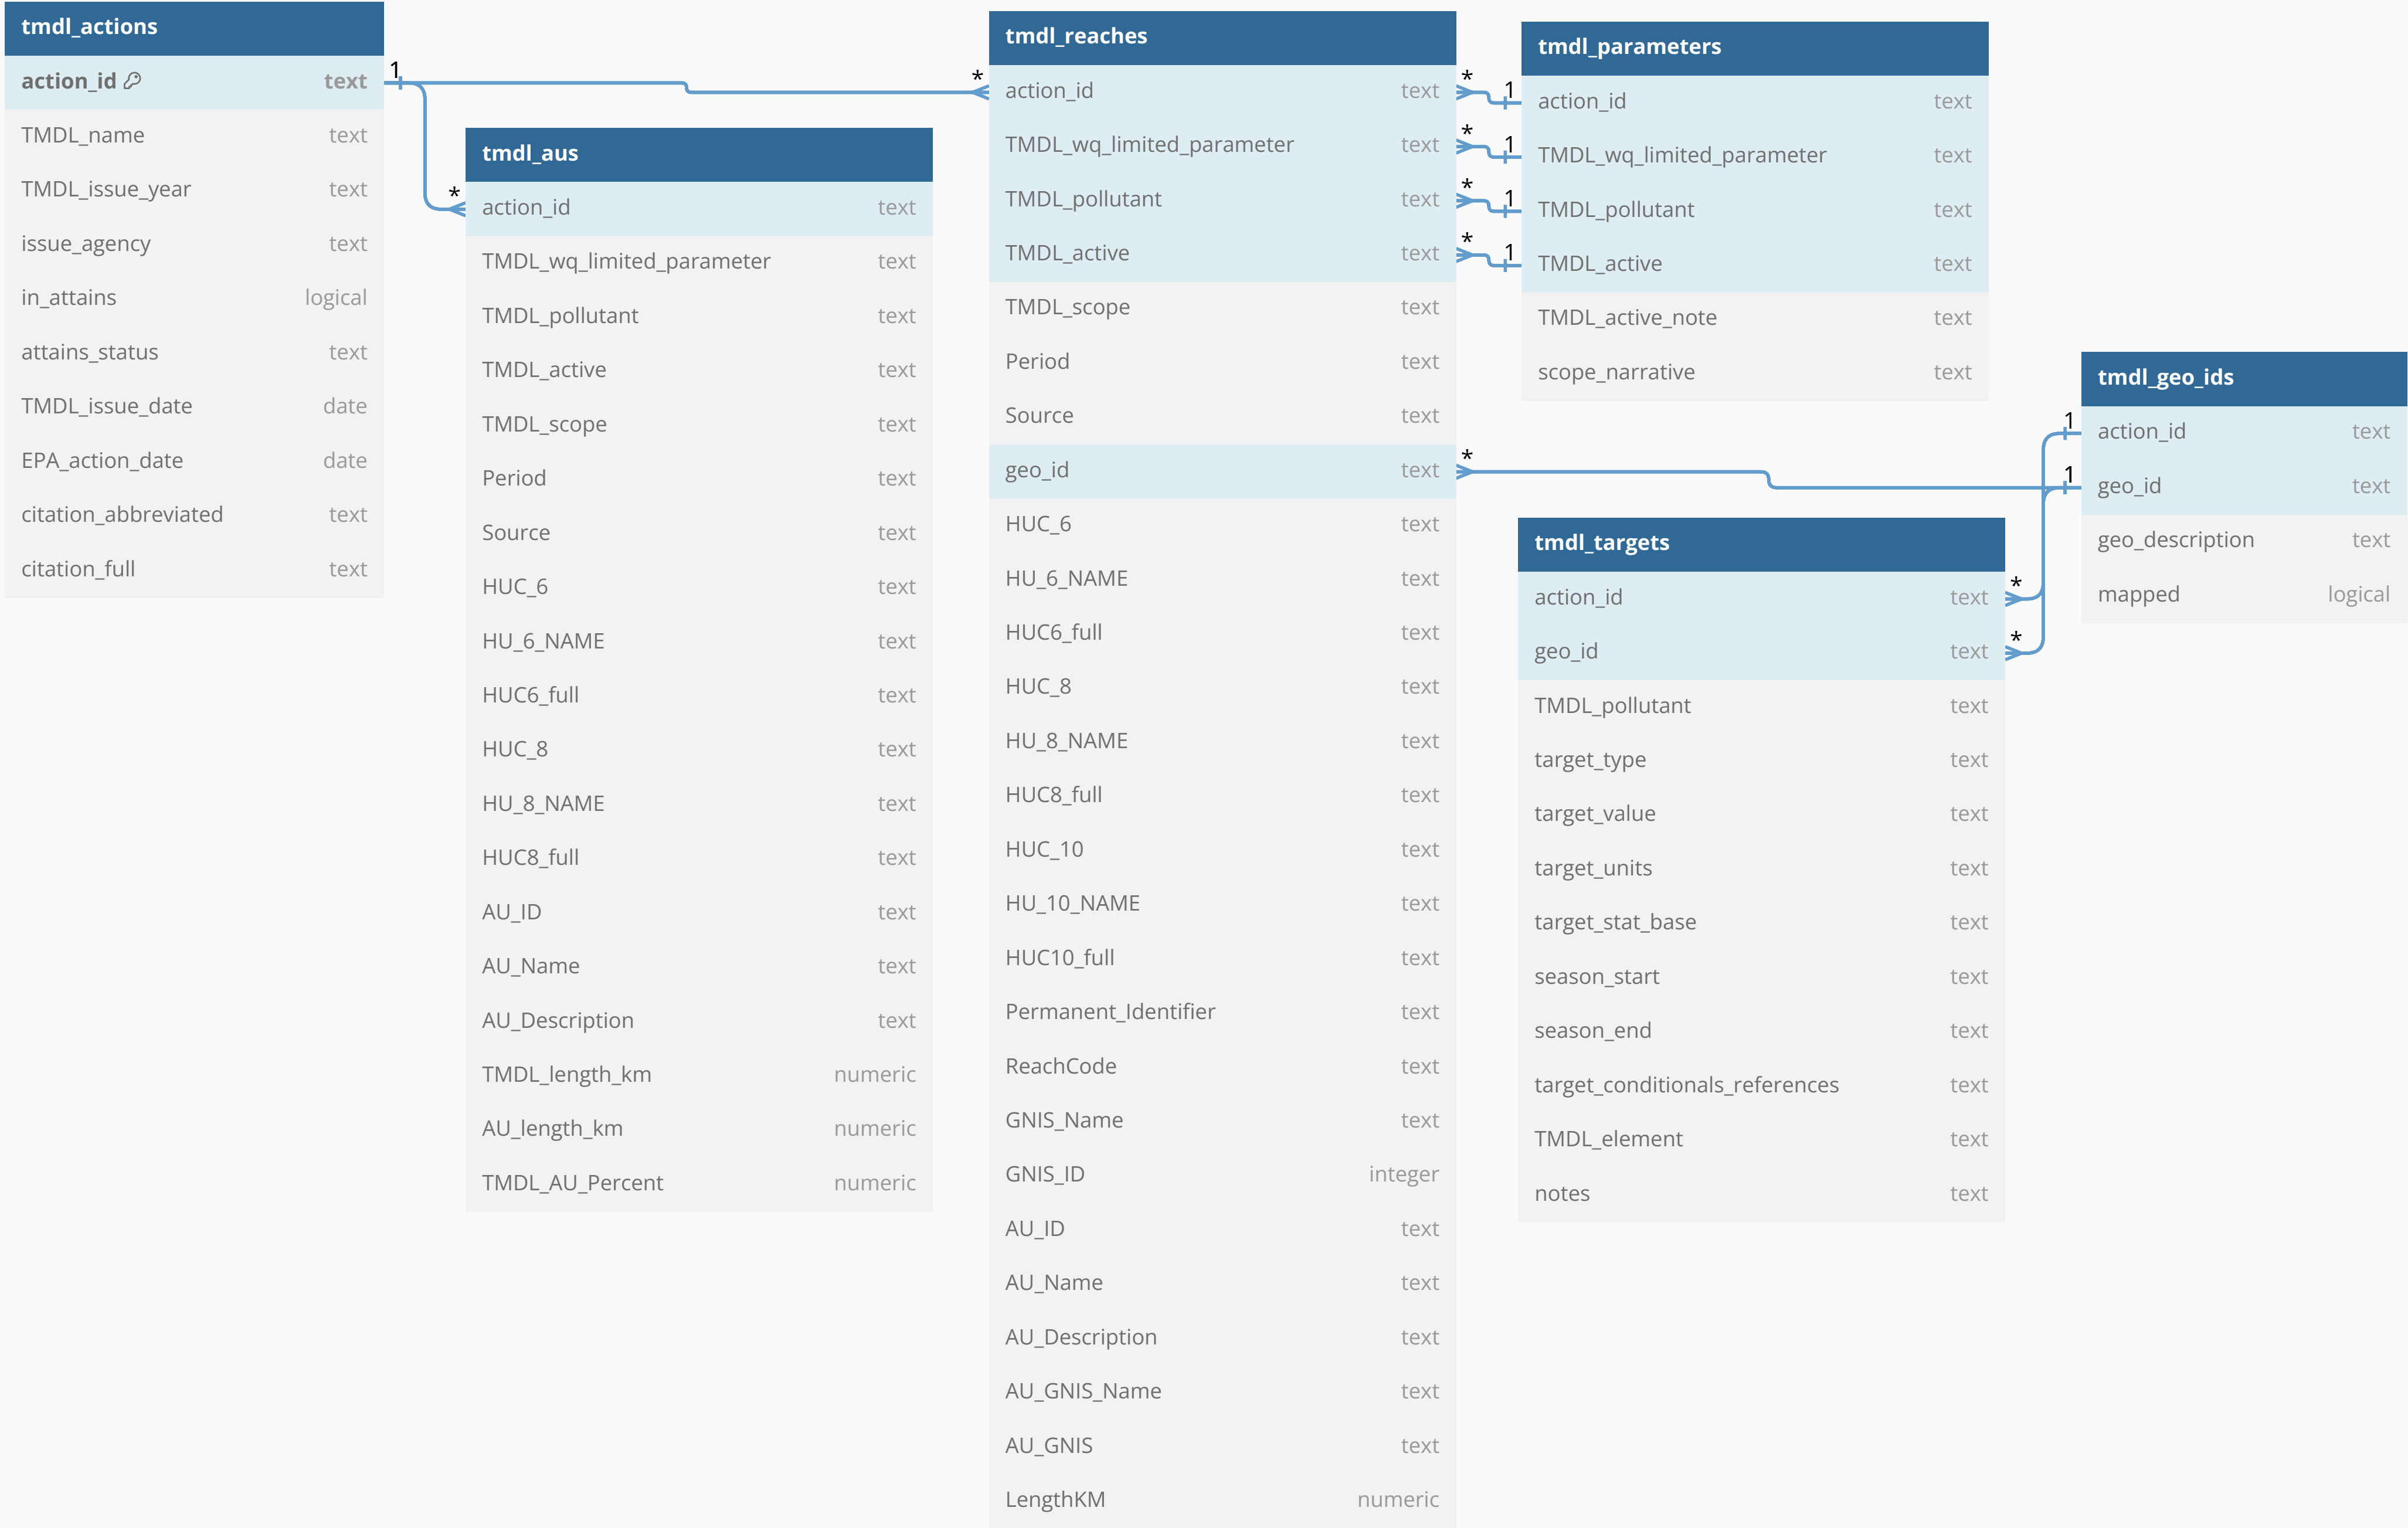 tmdl_actions
action_id text
TMDL_name text
TMDL_issue_year text
issue_agency text
in_attains logical
attains_status text
TMDL_issue_date date
EPA_action_date date
citation_abbreviated text
citation_full text
1
*
*
tmdl_aus
action_id text
TMDL_wq_limited_parameter text
TMDL_pollutant text
TMDL_active text
TMDL_scope text
Period text
Source text
HUC_6 text
HU_6_NAME text
HUC6_full text
HUC_8 text
HU_8_NAME text
HUC8_full text
AU_ID text
AU_Name text
AU_Description text
TMDL_length_km numeric
AU_length_km numeric
TMDL_AU_Percent numeric
tmdl_reaches
action_id text
TMDL_wq_limited_parameter text
TMDL_pollutant text
TMDL_active text
TMDL_scope text
Period text
Source text
geo_id text
HUC_6 text
HU_6_NAME text
HUC6_full text
HUC_8 text
HU_8_NAME text
HUC8_full text
HUC_10 text
HU_10_NAME text
HUC10_full text
Permanent_Identifier text
ReachCode text
GNIS_Name text
GNIS_ID integer
AU_ID text
AU_Name text
AU_Description text
AU_GNIS_Name text
AU_GNIS text
LengthKM numeric
* 1
* 1
* 1
* 1
*
tmdl_parameters
action_id text
TMDL_wq_limited_parameter text
TMDL_pollutant text
TMDL_active text
TMDL_active_note text
scope_narrative text
tmdl_targets
action_id text
geo_id text
TMDL_pollutant text
target_type text
target_value text
target_units text
target_stat_base text
season_start text
season_end text
target_conditionals_references text
TMDL_element text
notes text
*
*
1
1
tmdl_geo_ids
action_id text
geo_id text
geo_description text
mapped logical